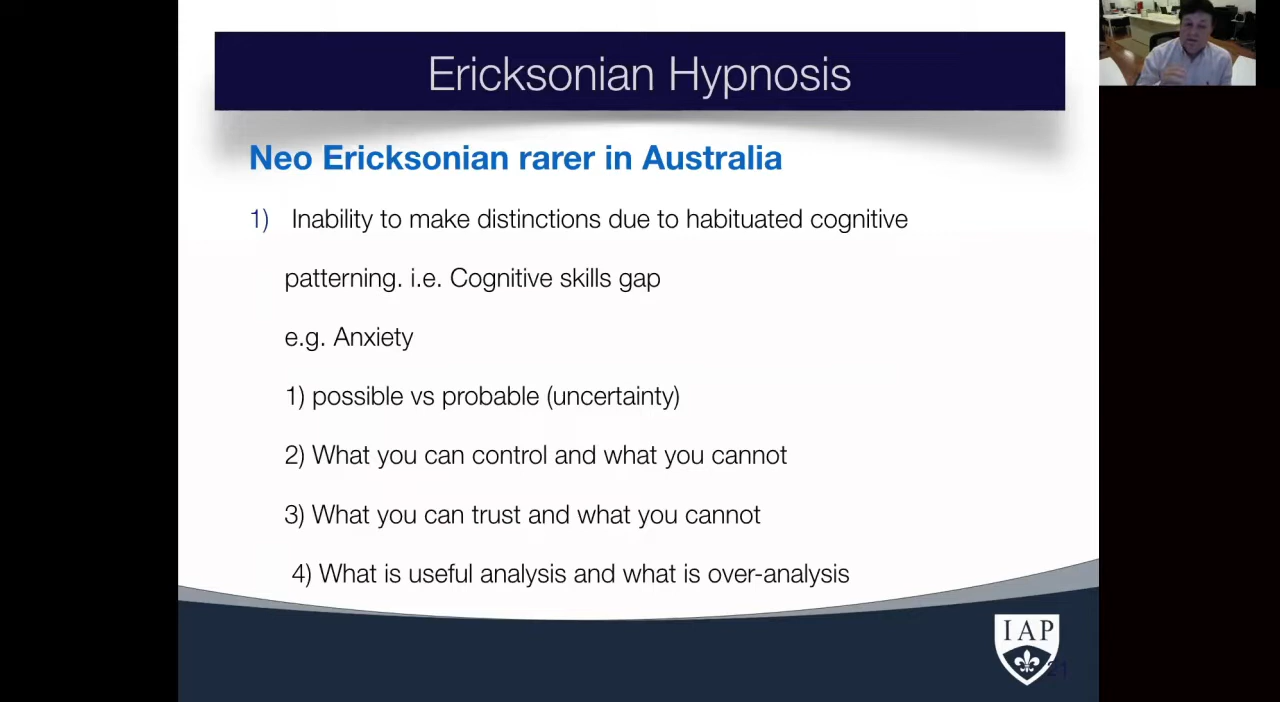 Ericksonian Hypnosis
Neo Ericksonian rarer in Australia
1) Inability to make distinctions due to habituated cognitive
patterning. i.e. Cognitive skills gap
e.g. Anxiety
1) possible vs probable (uncertainty)
2) What you can control and what you cannot
3) What you can trust and what you cannot
4) What is useful analysis and what is over-analysis
IAP
21